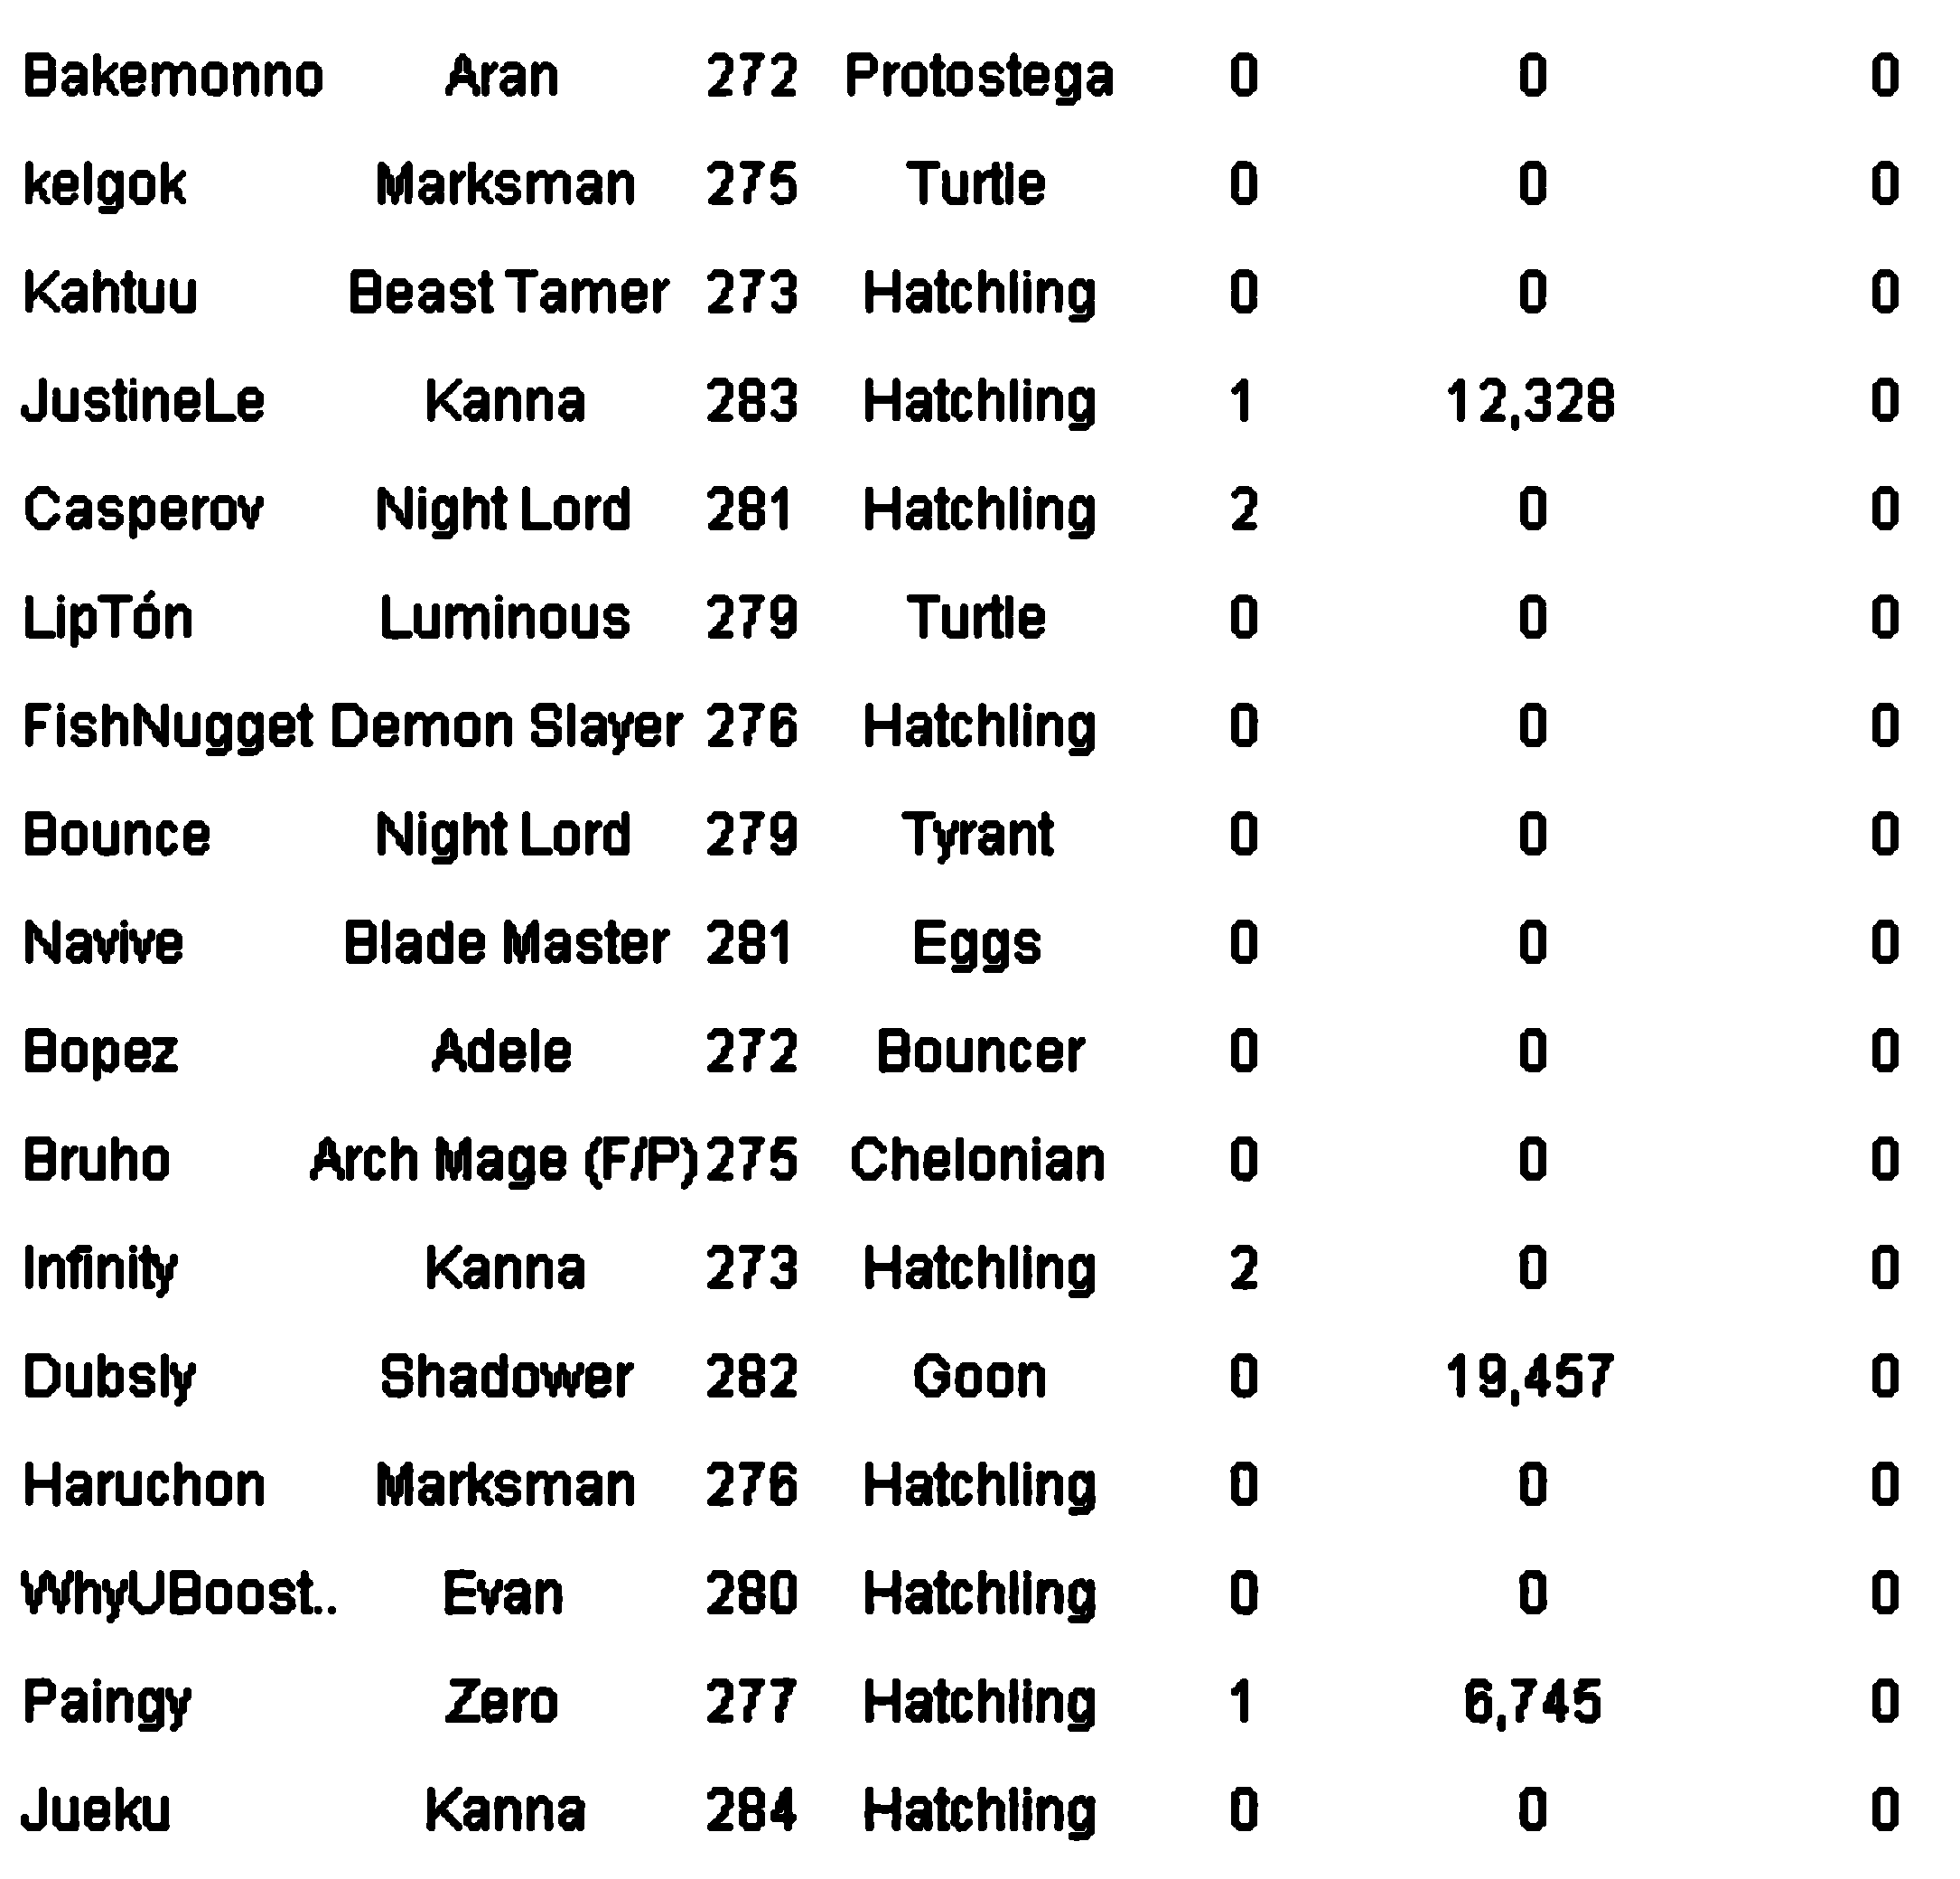 Bakemonno Aran 272 Protostega 0 0 0
kelgok Marksman 275 Turtle 0 0 0
Kahtuu Beast Tamer 273 Hatchling 0 0 0
JustineLe Kanna 283 Hatchling 1 12,328 0
Casperov Night Lord 281 Hatchling 2 0 0
LipTón Luminous 279 Turtle 0 0 0
FishNugget Demon Slayer 276 Hatchling 0 0 0
Bounce Night Lord 279 Tyrant 0 0 0
Navive Blade Master 281 Eggs 0 0 0
Bopez Adele 272 Bouncer 0 0 0
Bruho Arch Mage (F/P) 275 Chelonian 0 0 0
Infinity Kanna 273 Hatchling 2 0 0
Dubsly Shadower 282 Goon 0 19,457 0
Haruchon Marksman 276 Hatchling 0 0 0
WhyUBoost.. Evan 280 Hatchling 0 0 0
Paingy Zero 277 Hatchling 1 6,745 0
Jueku Kanna 284 Hatchling 0 0 0